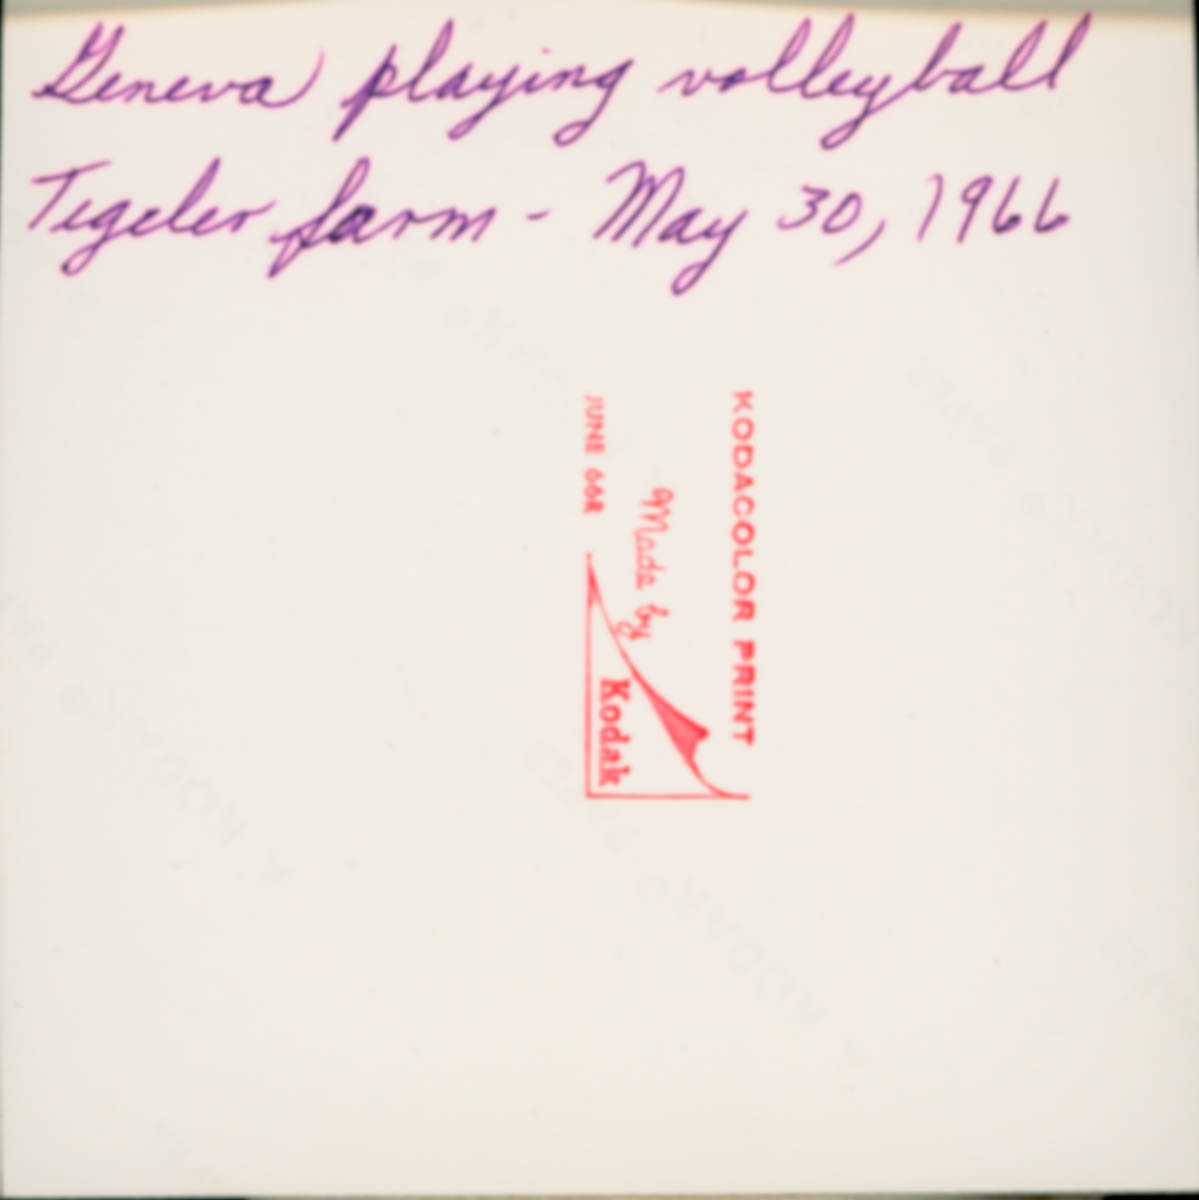 Geneva playing volleyball
Tegeler farm - May 30, 1966
KODACOLOR PRINT
Made by
Kodak
JUNE 66R